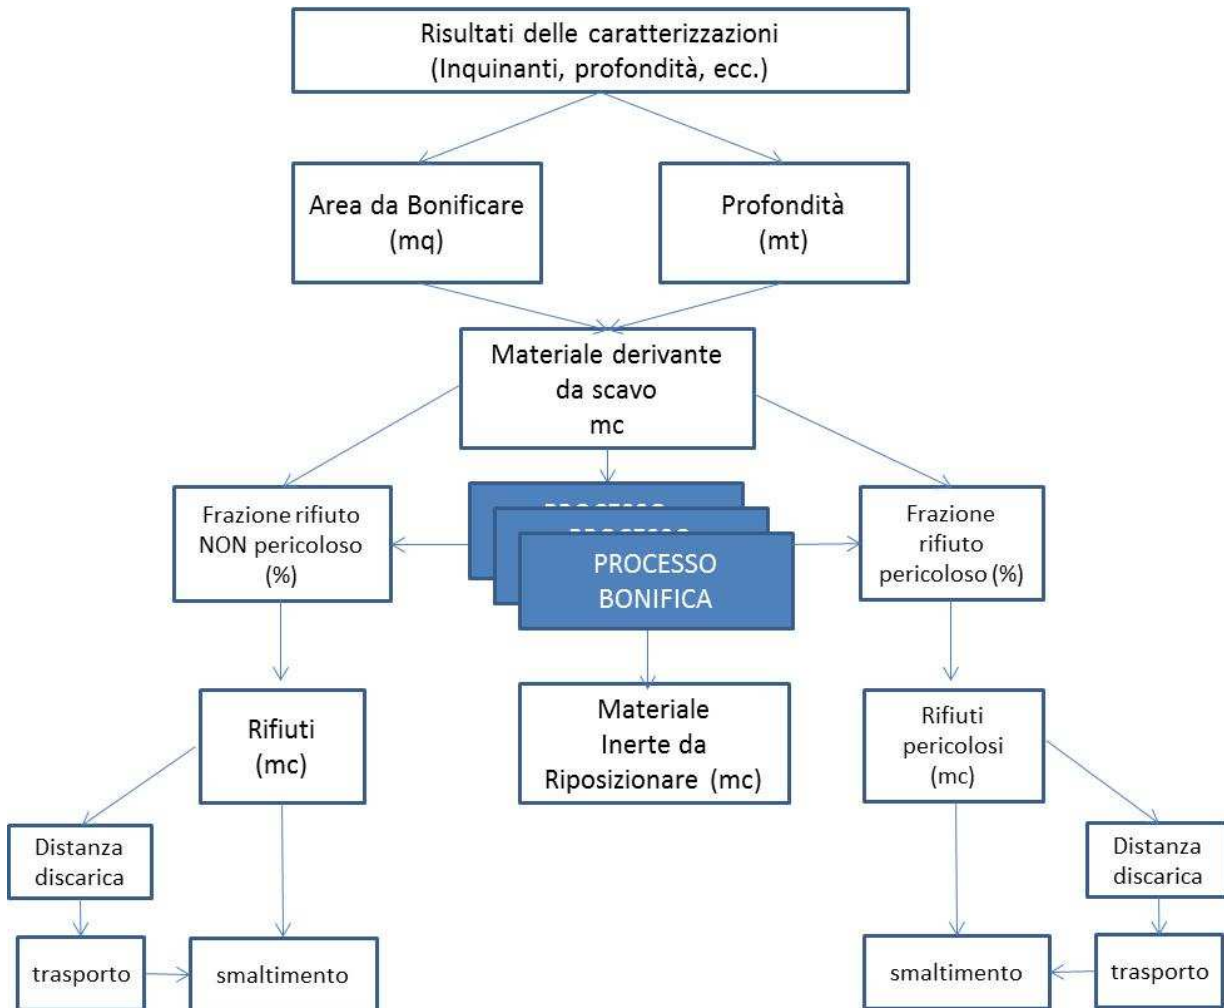 Risultati delle caratterizzazioni
(Inquinanti, profondità, ecc.)
Area da Bonificare
(mq)
Profondità
(mt)
Materiale derivante
da scavo
mc
Frazione rifiuto
NON pericoloso
(%)
PROCESSO
PROCESSO
PROCESSO
BONIFICA
Frazione
rifiuto
pericoloso (%)
Rifiuti
(mc)
Materiale
Inerte da
Riposizionare (mc)
Rifiuti
pericolosi
(mc)
Distanza
discarica
Distanza
discarica
trasporto
smaltimento
smaltimento
trasporto